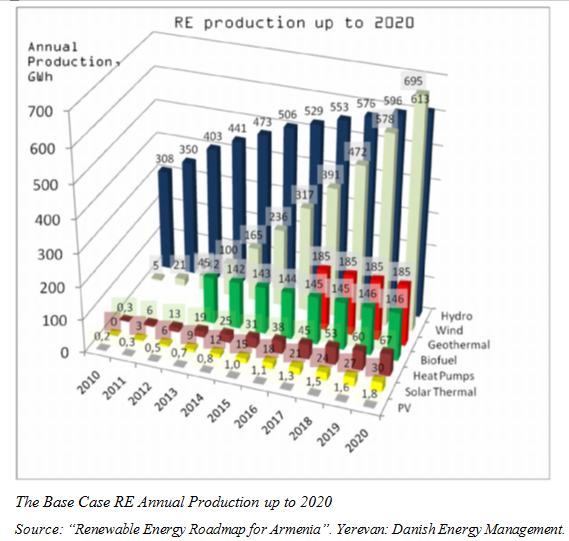 RE production up to 2020
Annual
Production,
GWh
700
600
500
400
300
200
100
0
308 350 403 441 473 506 529 553 576 596 613
5 21 45 100 165 236 317 391 472 578 695
185 185 185 185
142 143 144 145 145 146 146
0,3 6 13 19 25 31 38 45 53 60 67
0 3 6 9 12 15 18 21 24 27 30
0,2 0,3 0,5 0,7 0,8 1,0 1,1 1,3 1,5 1,6 1,8
2010 2011 2012 2013 2014 2015 2016 2017 2018 2019 2020
Hydro
Wind
Geothermal
Biofuel
Heat Pumps
Solar Thermal
PV
The Base Case RE Annual Production up to 2020
Source: “Renewable Energy Roadmap for Armenia”. Yerevan: Danish Energy Management.